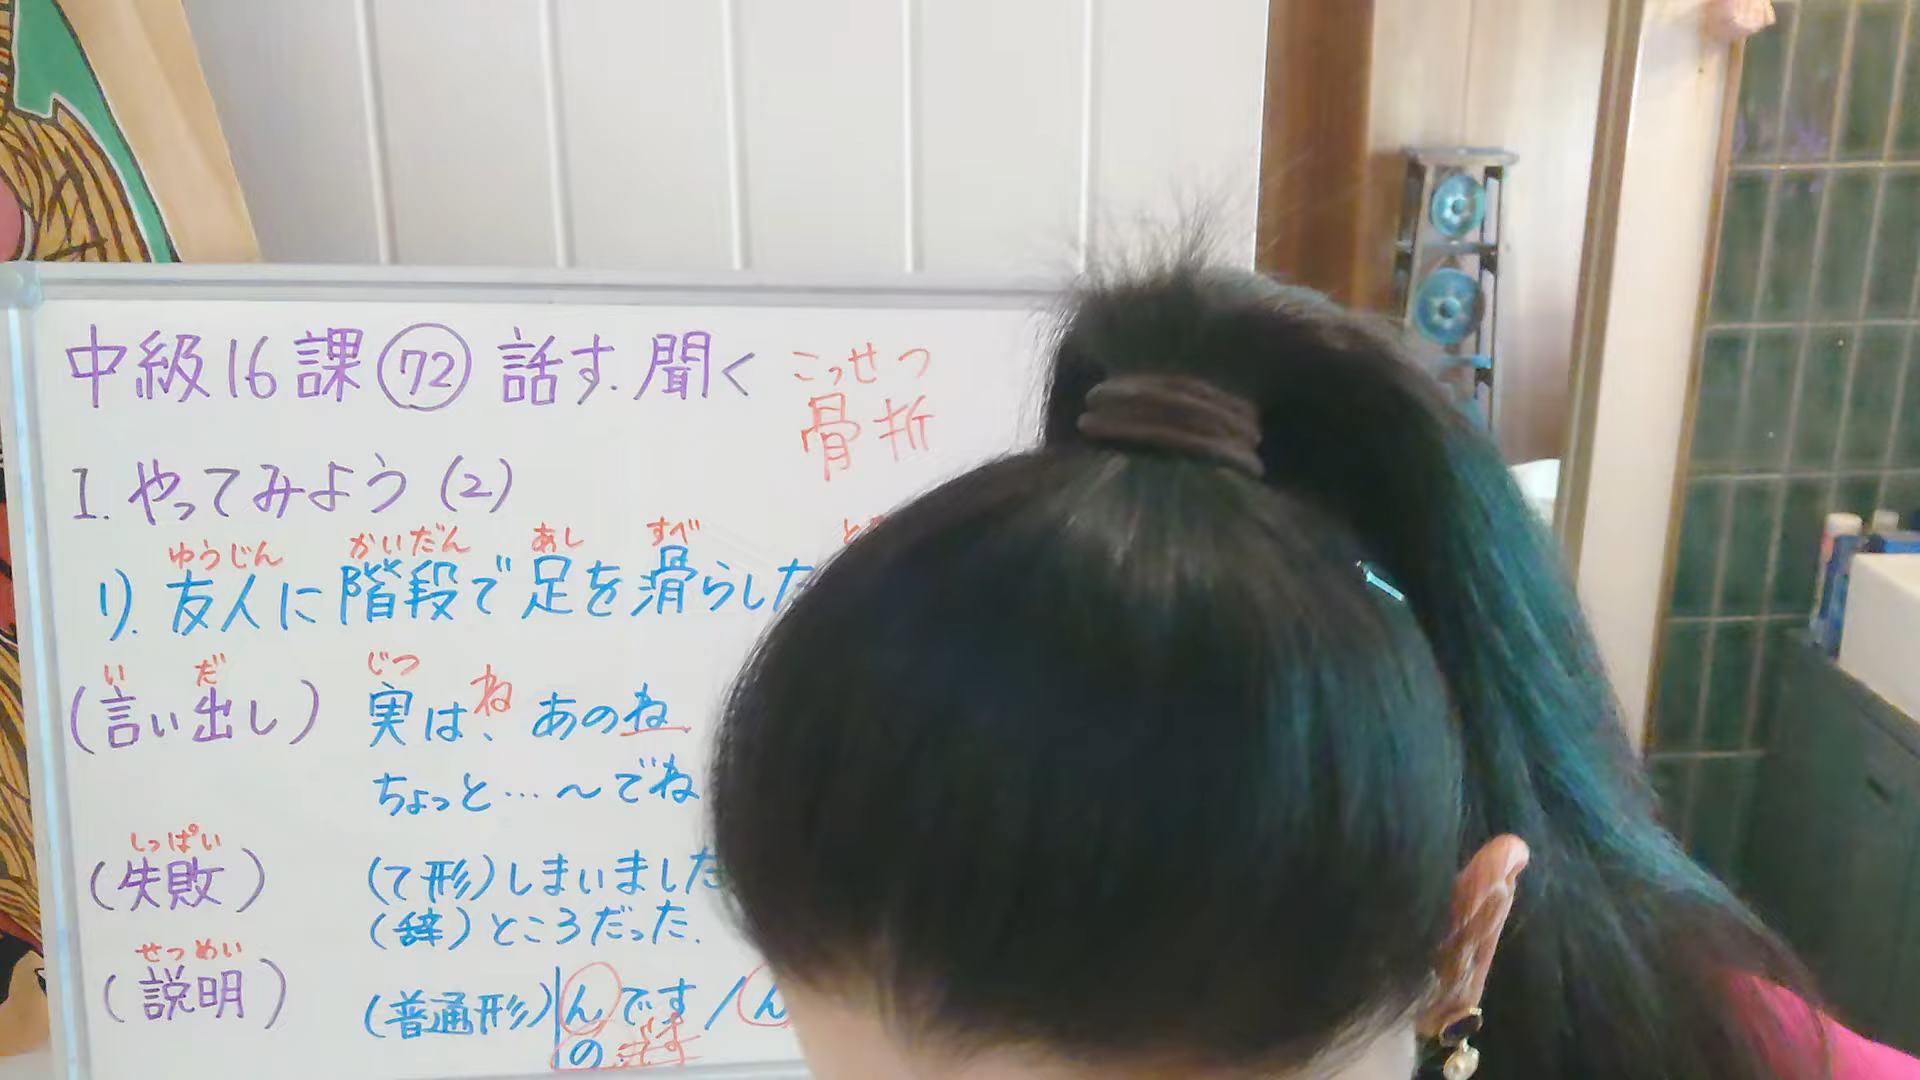 中級16課 72 話す.聞く
こっせつ
骨折
I. やってみよう (2)
ゆうじん かいだん あし すべ
1). 友人に階段で足を滑らした
い だ じつ
(言い出し) 実は、ね あのね
ちょっと…～でね
しっぱい
(失敗) (て形)しまいました
(辞)ところだった.
せつめい
(説明) (普通形) んです/ん
の です